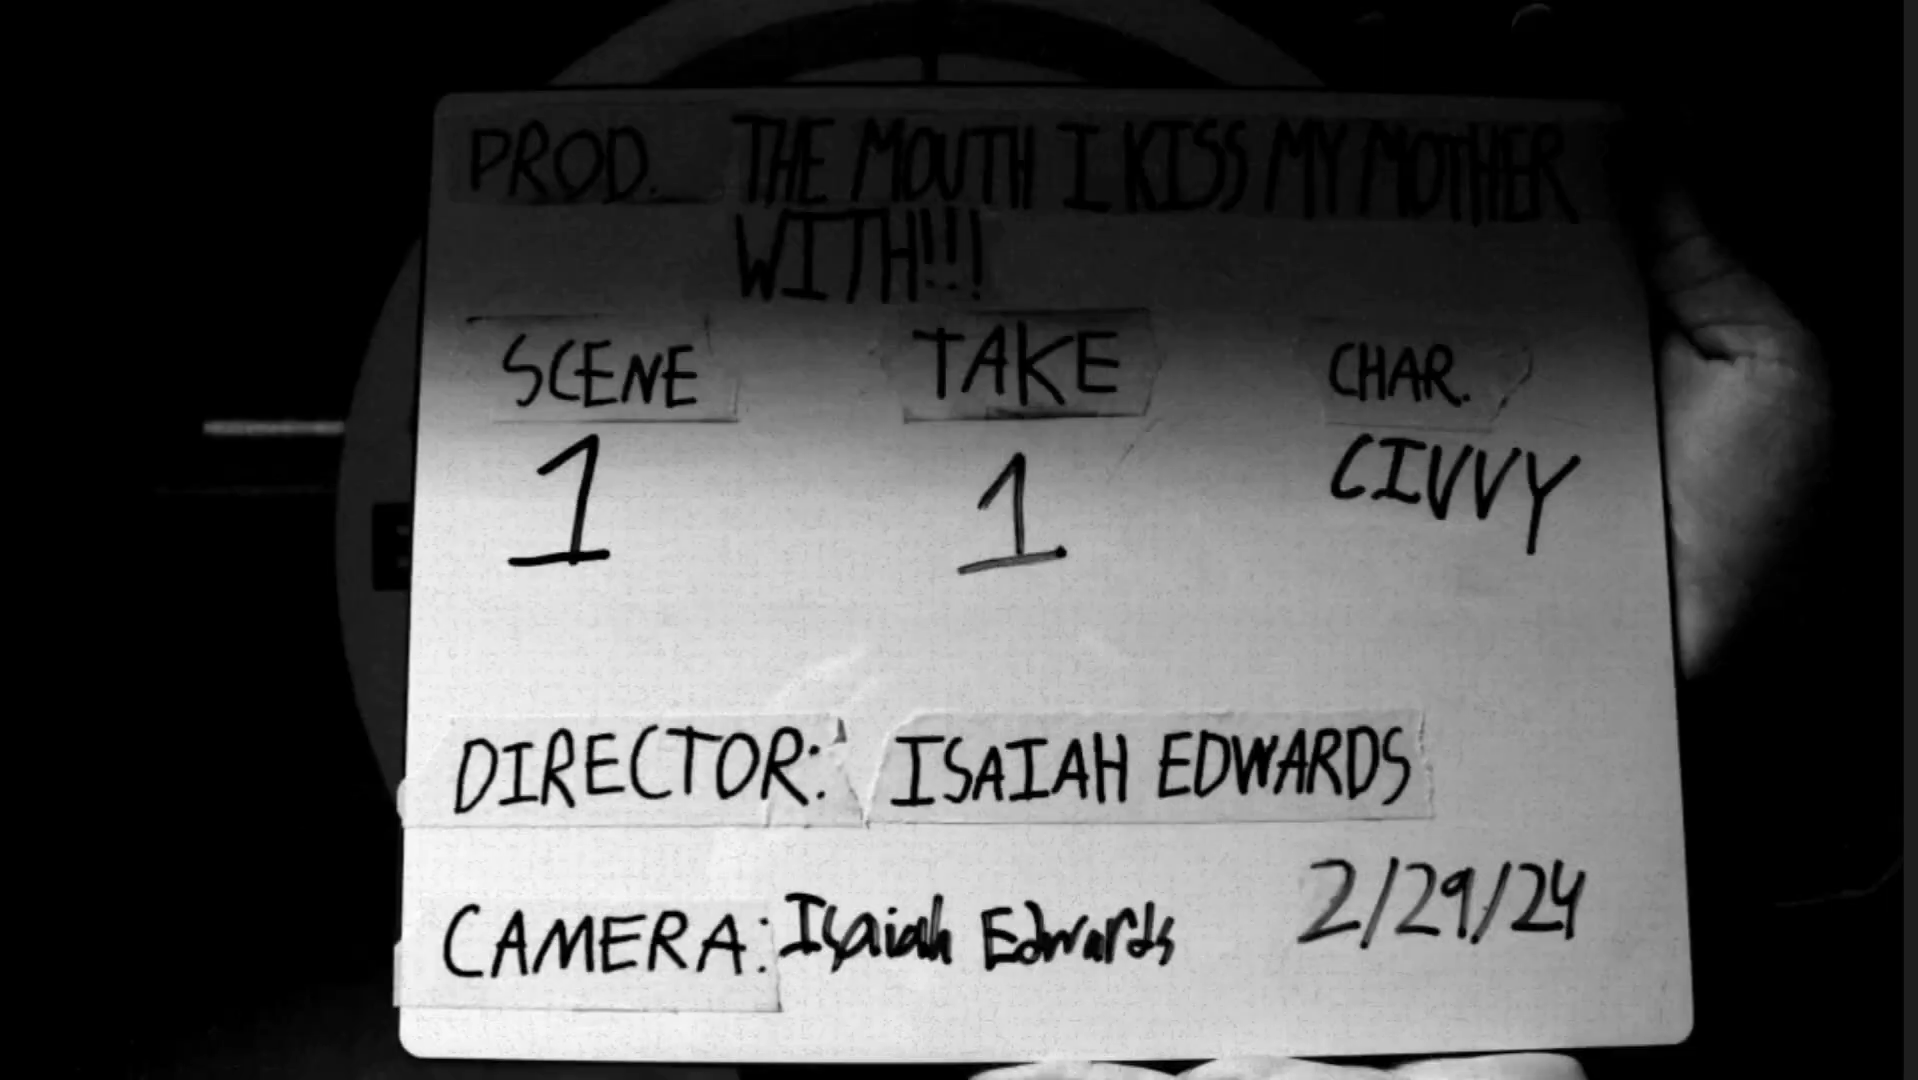 PROD. THE MOUTH I KISS MY MOTHER
WITH!!!
SCENE TAKE CHAR.
1 1 CIVVY
DIRECTOR: ISAIAH EDWARDS
CAMERA: Isaiah Edwards 2/29/24